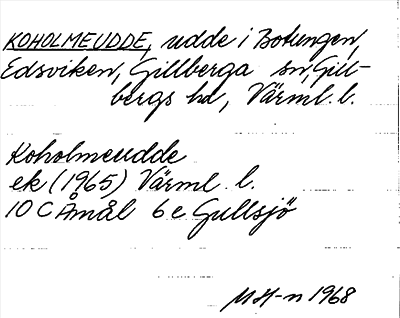 KOHOLMEUDDE, udde i Botungen,
Edsviken, Gillberga sn, Gill-
bergs hd, Värml. l.
Koholmeudde
ek (1965) Värml. l.
10 C Åmål 6 e Gullsjö
MH-n 1968